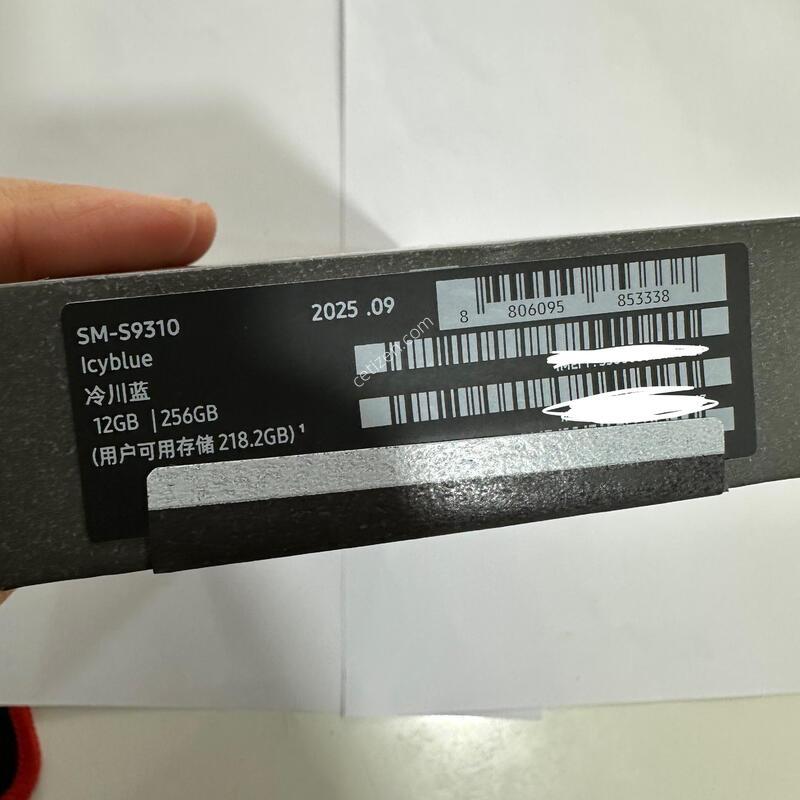 SM-S9310
Icyblue
冷川蓝
12GB | 256GB
(用户可用存储 218.2GB)¹
2025 .09
8 806095 853338
cetizen.com